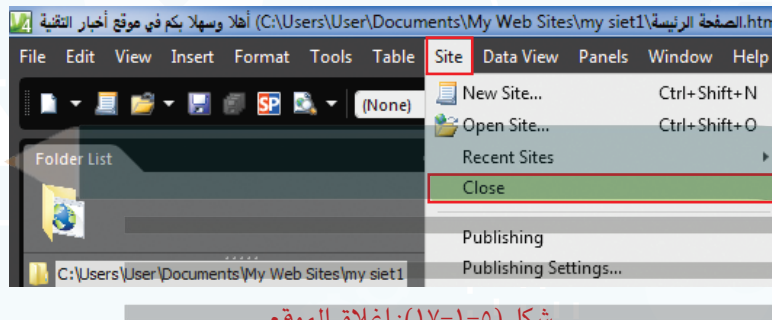 أهلا وسهلا بكم في موقع أخبار التقنية (C:\Users\User\Documents\My Web Sites\my siet1\الصفحة الرئيسة.htm
File Edit View Insert Format Tools Table Site Data View Panels Window Help
(None)
New Site... Ctrl+Shift+N
Open Site... Ctrl+Shift+O
Recent Sites
Close
Publishing
Publishing Settings...
Folder List
C:\Users\User\Documents\My Web Sites\my siet1
شكل (٥-١-١٧): إغلاق الموقع